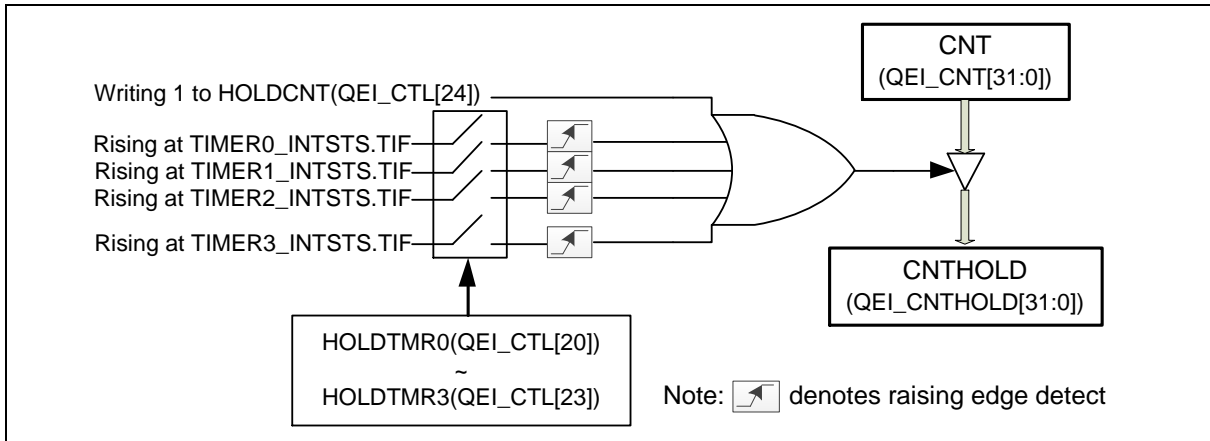 CNT
(QEI_CNT[31:0])
Writing 1 to HOLDCNT(QEI_CTL[24])
Rising at TIMER0_INTSTS.TIF
Rising at TIMER1_INTSTS.TIF
Rising at TIMER2_INTSTS.TIF
Rising at TIMER3_INTSTS.TIF
CNTHOLD
(QEI_CNTHOLD[31:0])
HOLDTMR0(QEI_CTL[20])
~
HOLDTMR3(QEI_CTL[23])
Note: denotes raising edge detect